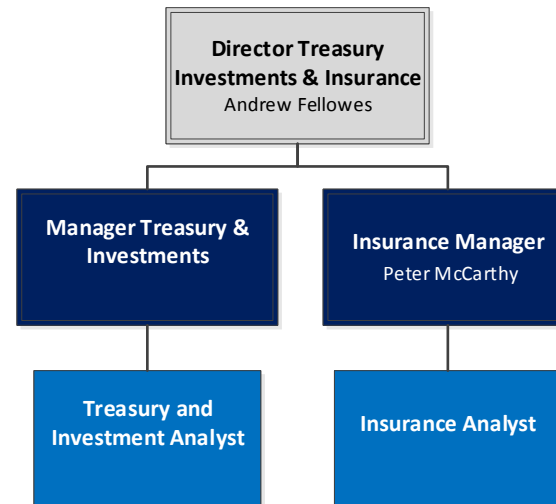 Director Treasury
Investments & Insurance
Andrew Fellowes
Manager Treasury &
Investments
Insurance Manager
Peter McCarthy
Treasury and
Investment Analyst
Insurance Analyst